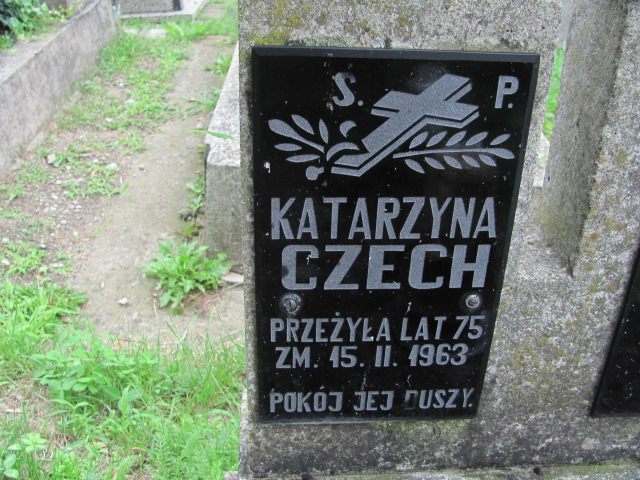 Ś. P.
KATARZYNA
CZECH
PRZEŻYŁA LAT 75
ZM. 15. II. 1963
POKÓJ JEJ DUSZY.